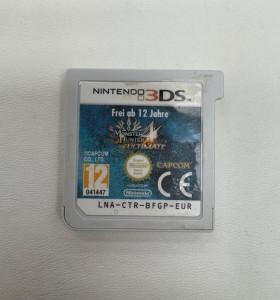 NINTENDO 3DS
Frei ab 12 Jahre
MONSTER HUNTER 4
ULTIMATE
©CAPCOM
CO., LTD.
CAPCOM
12
041447
Nintendo
CE
LNA-CTR-BFGP-EUR